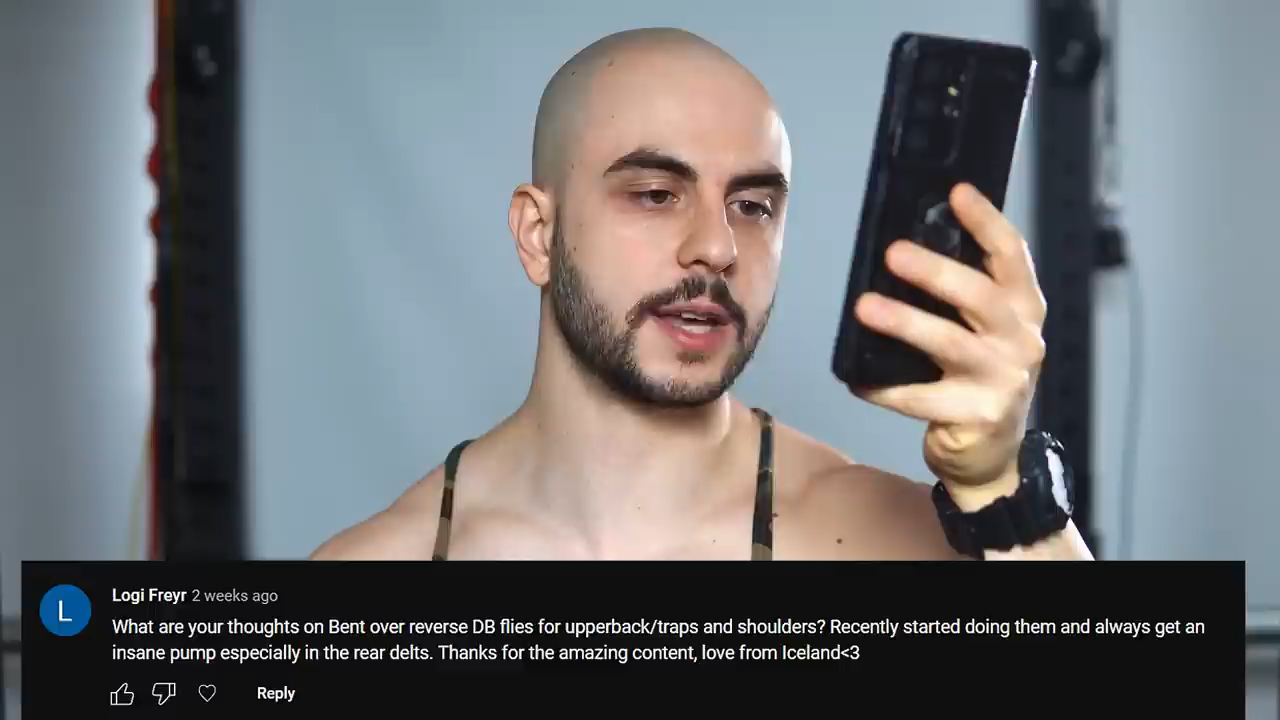 L
Logi Freyr 2 weeks ago
What are your thoughts on Bent over reverse DB flies for upperback/traps and shoulders? Recently started doing them and always get an
insane pump especially in the rear delts. Thanks for the amazing content, love from Iceland<3
Reply